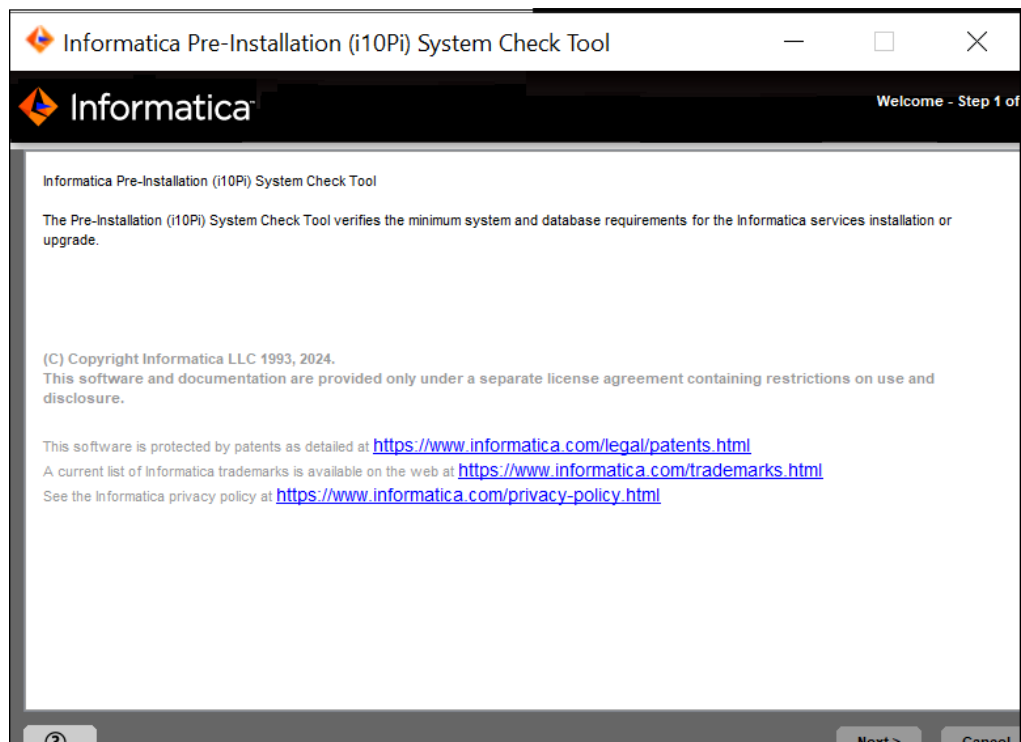 Informatica Pre-Installation (i10Pi) System Check Tool
Informatica
Welcome - Step 1 of
Informatica Pre-Installation (i10Pi) System Check Tool
The Pre-Installation (i10Pi) System Check Tool verifies the minimum system and database requirements for the Informatica services installation or
upgrade.
(C) Copyright Informatica LLC 1993, 2024.
This software and documentation are provided only under a separate license agreement containing restrictions on use and
disclosure.
This software is protected by patents as detailed at https://www.informatica.com/legal/patents.html
A current list of Informatica trademarks is available on the web at https://www.informatica.com/trademarks.html
See the Informatica privacy policy at https://www.informatica.com/privacy-policy.html
? Next > Cancel